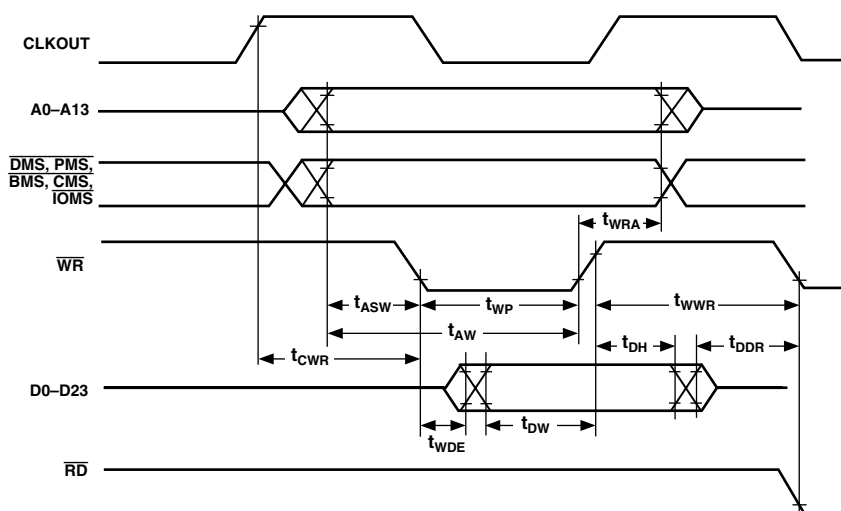 CLKOUT
A0–A13
DMS, PMS,
BMS, CMS,
IOMS
tWRA
WR
tASW
tWP
tWWR
tAW
tDH
tDDR
tCWR
D0–D23
tDW
tWDE
RD